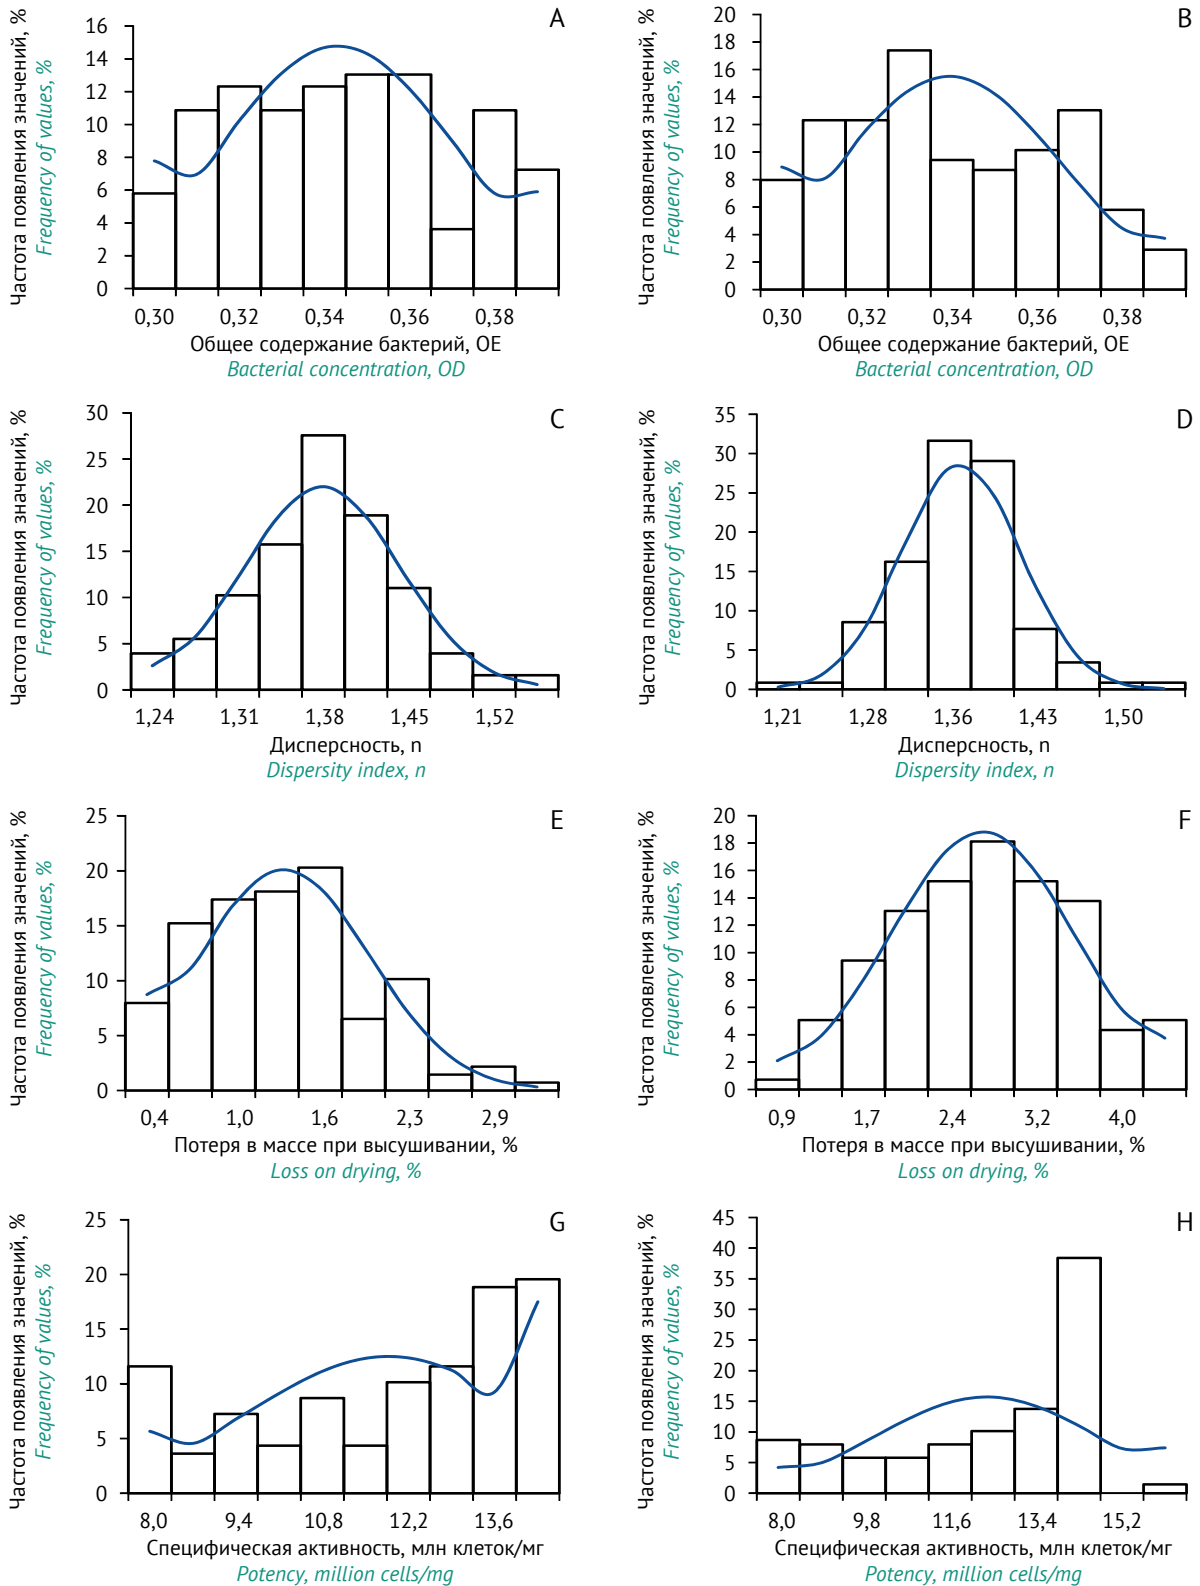 A
Частота появления значений, %
Frequency of values, %
16
14
12
10
8
6
4
2
0
0,30 0,32 0,34 0,36 0,38
Общее содержание бактерий, ОЕ
Bacterial concentration, OD
B
Частота появления значений, %
Frequency of values, %
20
18
16
14
12
10
8
6
4
2
0
0,30 0,32 0,34 0,36 0,38
Общее содержание бактерий, ОЕ
Bacterial concentration, OD
C
Частота появления значений, %
Frequency of values, %
30
25
20
15
10
5
0
1,24 1,31 1,38 1,45 1,52
Дисперсность, n
Dispersity index, n
D
Частота появления значений, %
Frequency of values, %
35
30
25
20
15
10
5
0
1,21 1,28 1,36 1,43 1,50
Дисперсность, n
Dispersity index, n
E
Частота появления значений, %
Frequency of values, %
25
20
15
10
5
0
0,4 1,0 1,6 2,3 2,9
Потеря в массе при высушивании, %
Loss on drying, %
F
Частота появления значений, %
Frequency of values, %
20
18
16
14
12
10
8
6
4
2
0
0,9 1,7 2,4 3,2 4,0
Потеря в массе при высушивании, %
Loss on drying, %
G
Частота появления значений, %
Frequency of values, %
25
20
15
10
5
0
8,0 9,4 10,8 12,2 13,6
Специфическая активность, млн клеток/мг
Potency, million cells/mg
H
Частота появления значений, %
Frequency of values, %
45
40
35
30
25
20
15
10
5
0
8,0 9,8 11,6 13,4 15,2
Специфическая активность, млн клеток/мг
Potency, million cells/mg